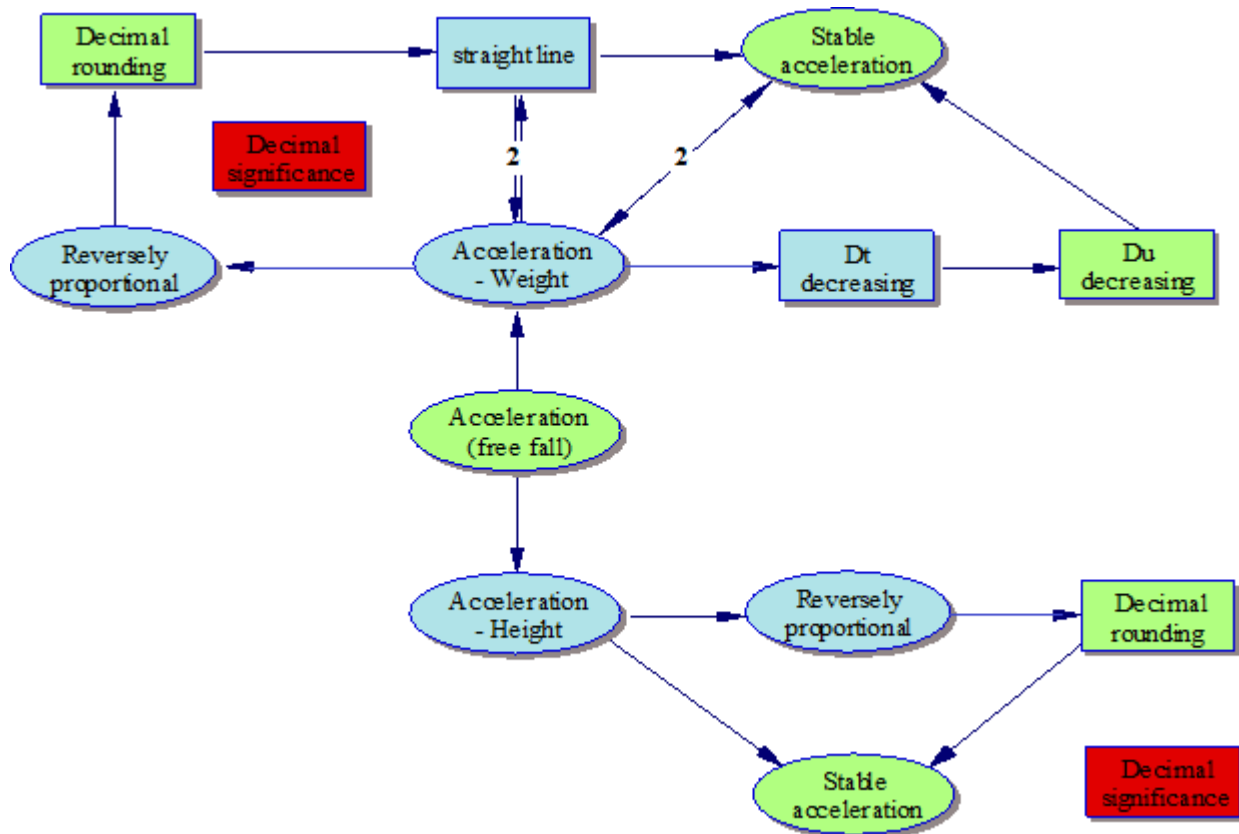 Decimal
rounding
straight line
Stable
acceleration
Decimal
significance
2
2
Reversely
proportional
Acceleration
- Weight
Dt
decreasing
Du
decreasing
Acceleration
(free fall)
Acceleration
- Height
Reversely
proportional
Decimal
rounding
Stable
acceleration
Decimal
significance